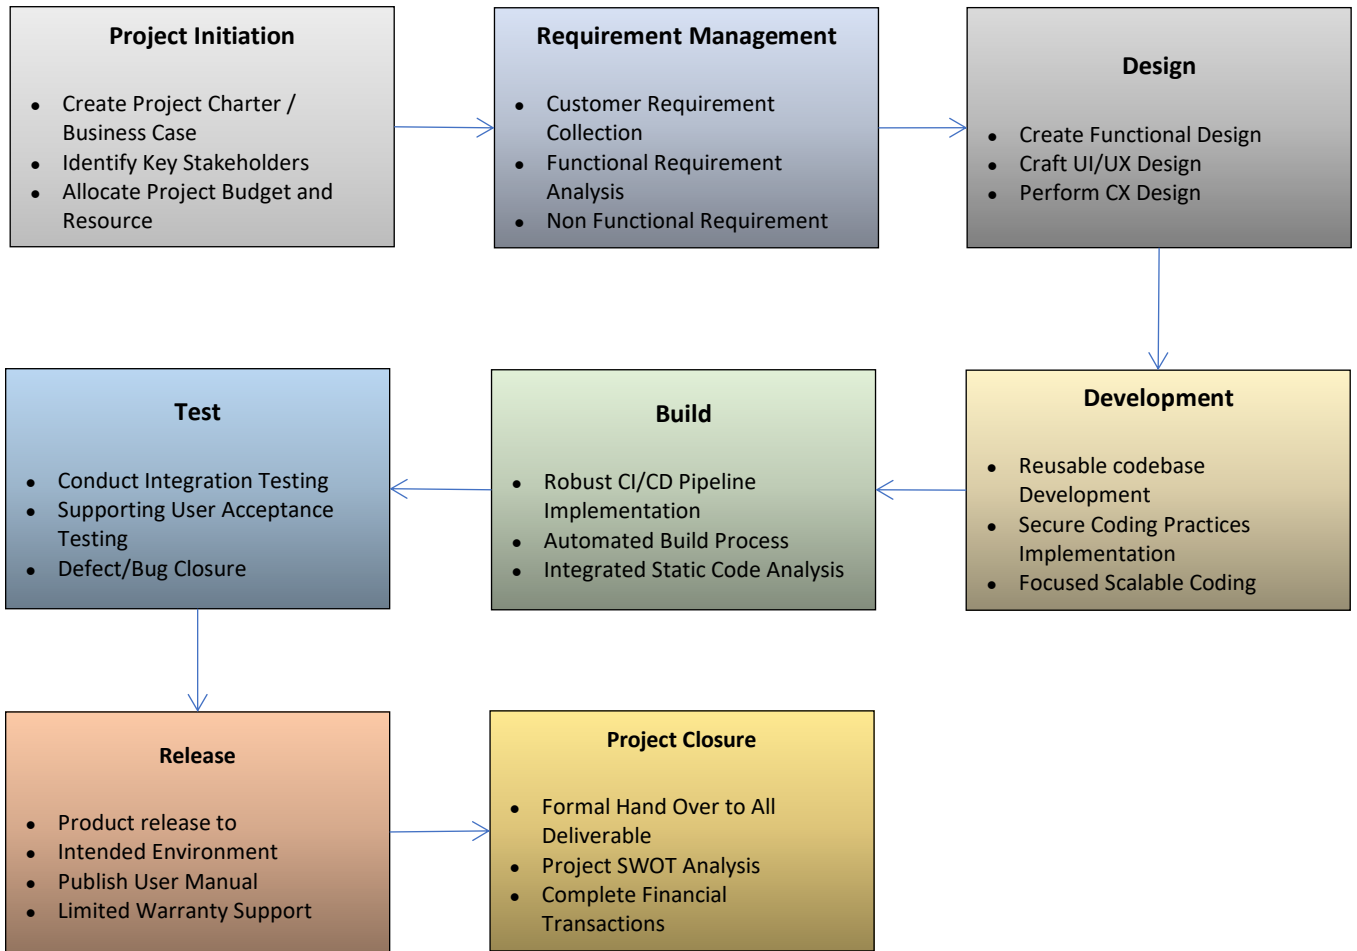 Project Initiation
• Create Project Charter /
Business Case
• Identify Key Stakeholders
• Allocate Project Budget and
Resource
Requirement Management
• Customer Requirement
Collection
• Functional Requirement
Analysis
• Non Functional Requirement
Design
• Create Functional Design
• Craft UI/UX Design
• Perform CX Design
Development
• Reusable codebase
Development
• Secure Coding Practices
Implementation
• Focused Scalable Coding
Build
• Robust CI/CD Pipeline
Implementation
• Automated Build Process
• Integrated Static Code Analysis
Test
• Conduct Integration Testing
• Supporting User Acceptance
Testing
• Defect/Bug Closure
Release
• Product release to
• Intended Environment
• Publish User Manual
• Limited Warranty Support
Project Closure
• Formal Hand Over to All
Deliverable
• Project SWOT Analysis
• Complete Financial
Transactions